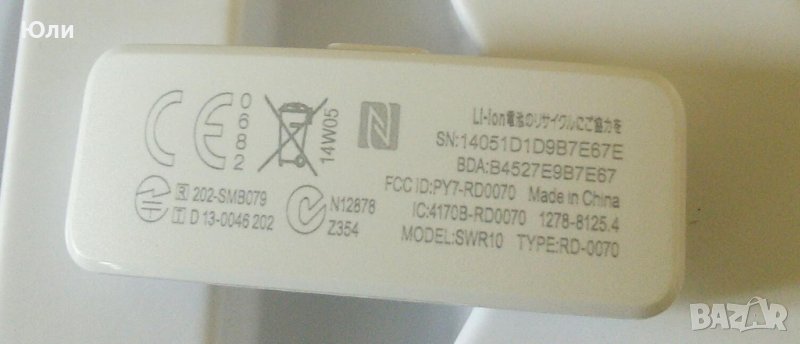 Юли
CE 0682
14W05
N
Li-Ion電池のリサイクルにご協力を
SN:14051D1D9B7E67E
BDA:B4527E9B7E67
FCC ID:PY7-RD0070 Made in China
IC:4170B-RD0070 1278-8125.4
MODEL:SWR10 TYPE:RD-0070
R 202-SMB079
T D 13-0046 202
N12878
Z354
BAZAR